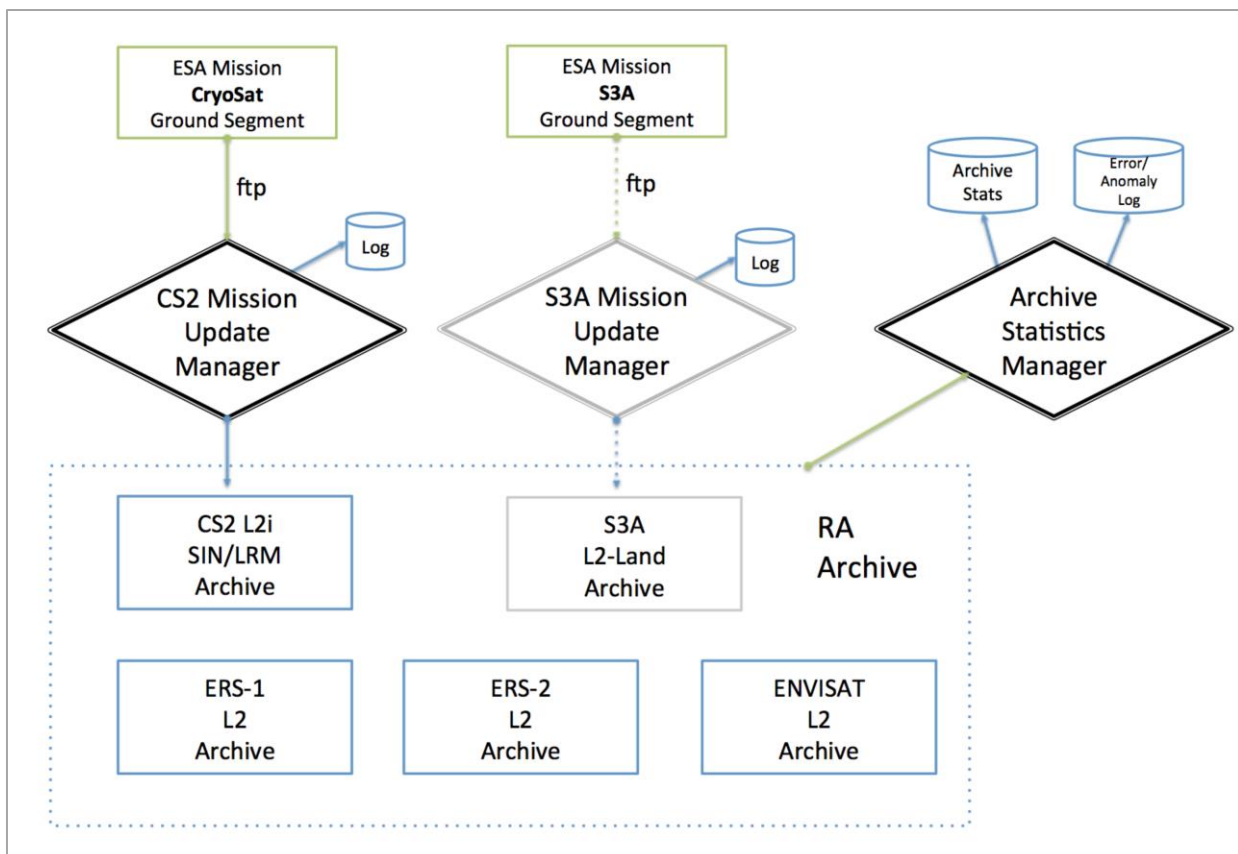 ESA Mission
CryoSat
Ground Segment
ESA Mission
S3A
Ground Segment
ftp
ftp
Archive
Stats
Error/
Anomaly
Log
Log
Log
CS2 Mission
Update
Manager
S3A Mission
Update
Manager
Archive
Statistics
Manager
CS2 L2i
SIN/LRM
Archive
S3A
L2-Land
Archive
RA
Archive
ERS-1
L2
Archive
ERS-2
L2
Archive
ENVISAT
L2
Archive